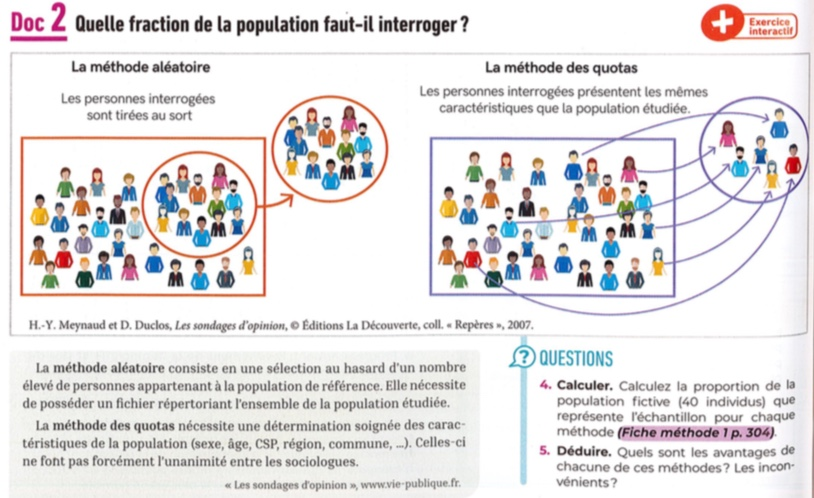 Doc 2 Quelle fraction de la population faut-il interroger ?
Exercice
interactif
La méthode aléatoire
Les personnes interrogées
sont tirées au sort
La méthode des quotas
Les personnes interrogées présentent les mêmes
caractéristiques que la population étudiée.
H.-Y. Meynaud et D. Duclos, Les sondages d'opinion, © Éditions La Découverte, coll. « Repères », 2007.
La méthode aléatoire consiste en une sélection au hasard d'un nombre
élevé de personnes appartenant à la population de référence. Elle nécessite
de posséder un fichier répertoriant l'ensemble de la population étudiée.
La méthode des quotas nécessite une détermination soignée des carac-
téristiques de la population (sexe, âge, CSP, région, commune, ...). Celles-ci
ne font pas forcément l'unanimité entre les sociologues.
« Les sondages d'opinion », www.vie-publique.fr.
? QUESTIONS
4. Calculer. Calculez la proportion de la
population fictive (40 individus) que
représente l'échantillon pour chaque
méthode (Fiche méthode 1 p. 304).
5. Déduire. Quels sont les avantages de
chacune de ces méthodes ? Les incon-
vénients ?